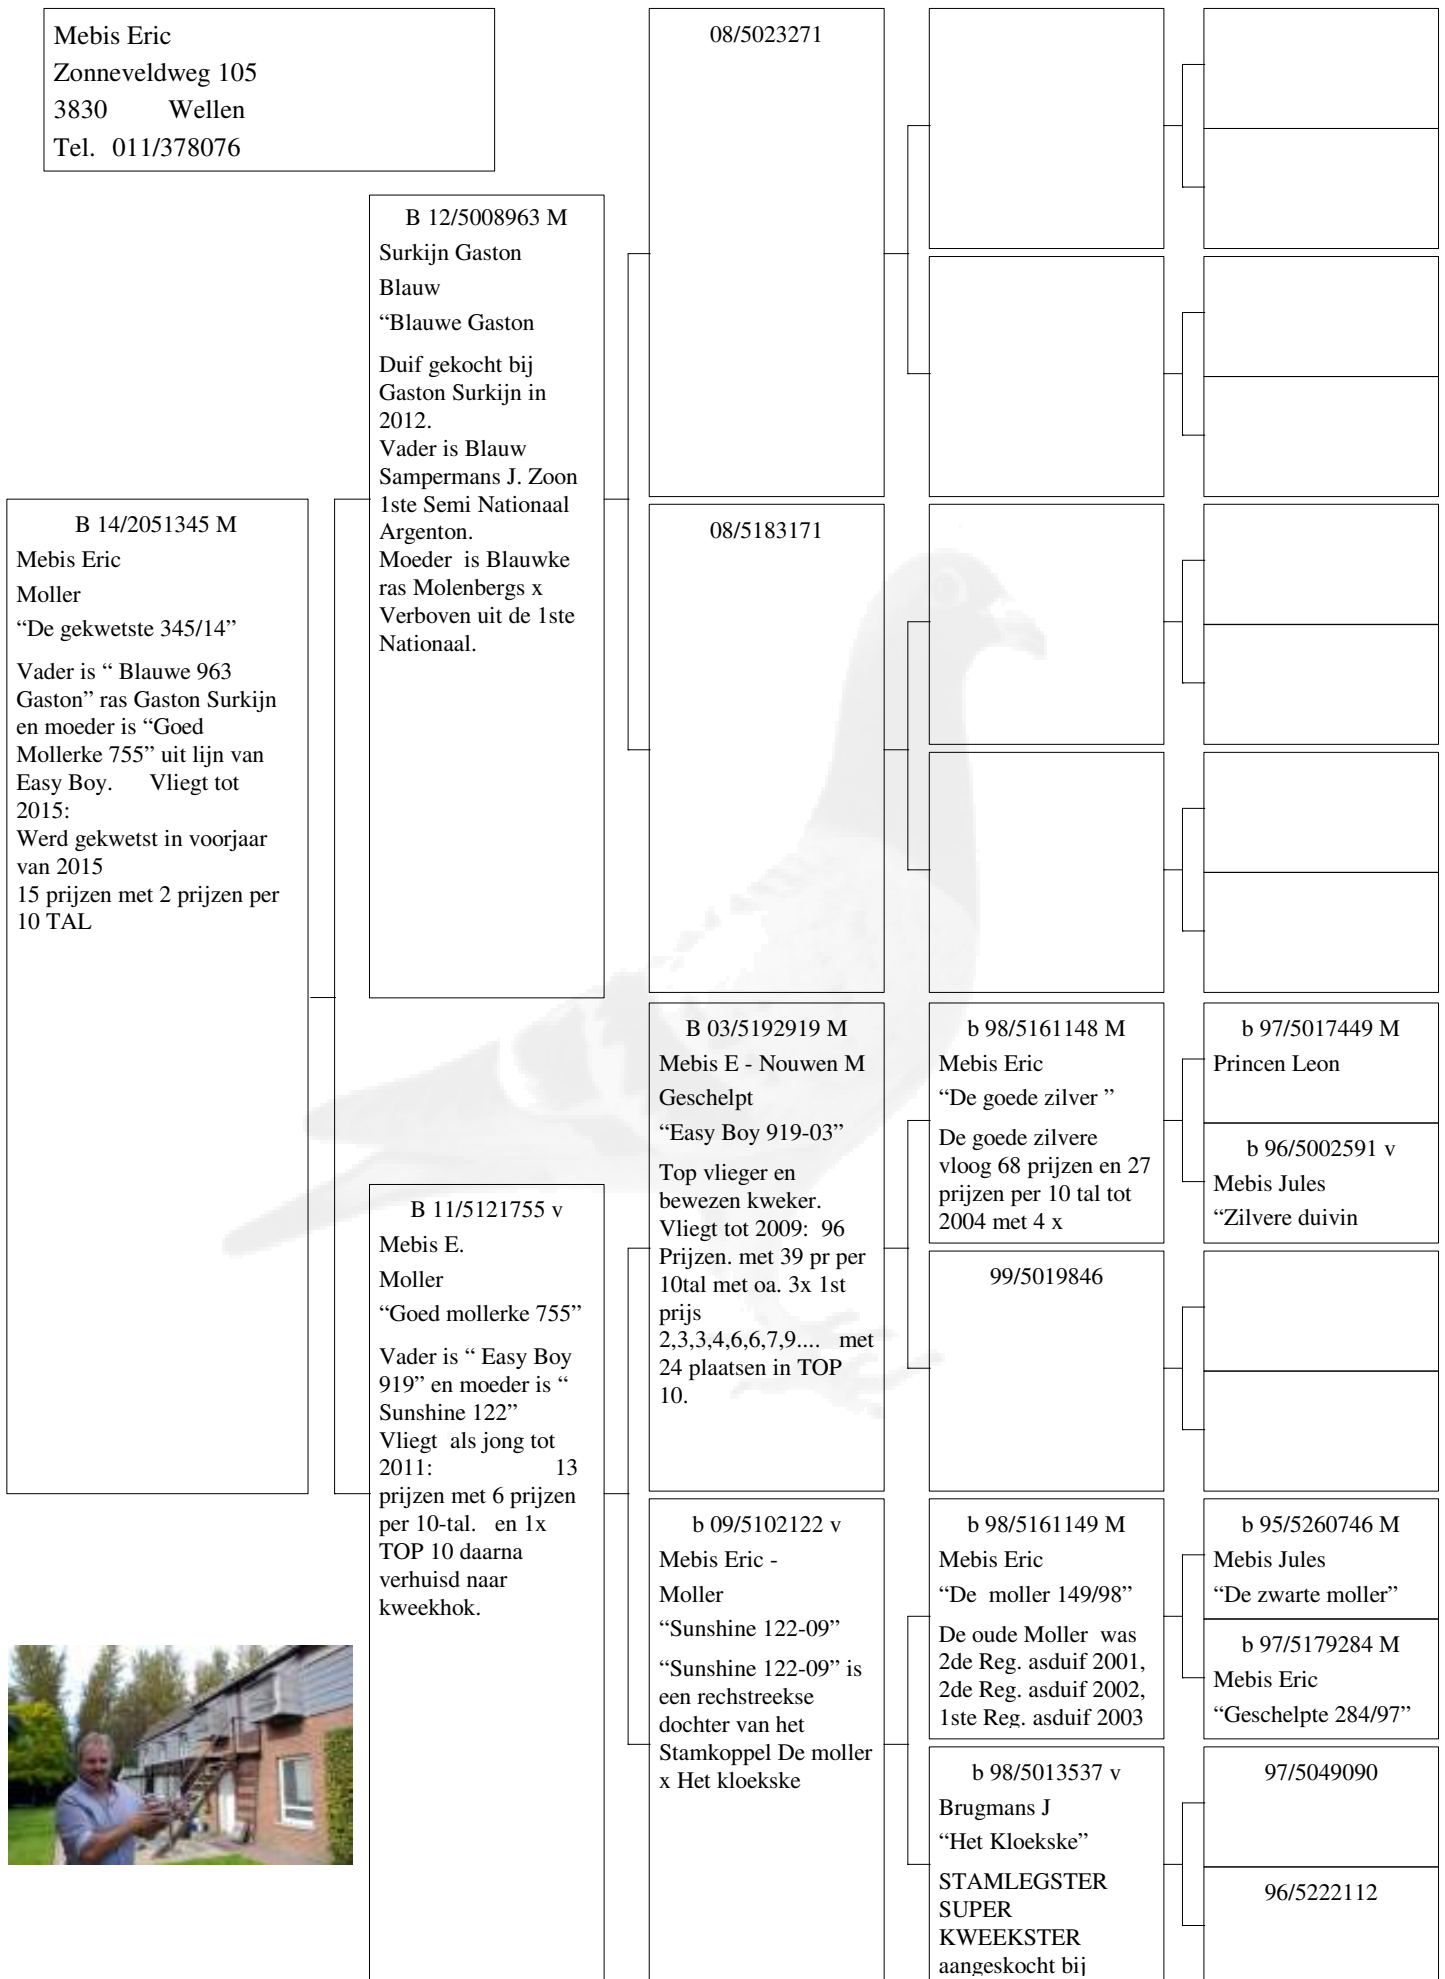 Mebis Eric
Zonneveldweg 105
3830 Wellen
Tel. 011/378076
B 14/2051345 M
Mebis Eric
Moller
“De gekwetste 345/14”
Vader is “ Blauwe 963
Gaston” ras Gaston Surkijn
en moeder is “Goed
Mollerke 755” uit lijn van
Easy Boy. Vliegt tot
2015:
Werd gekwetst in voorjaar
van 2015
15 prijzen met 2 prijzen per
10 TAL
B 12/5008963 M
Surkijn Gaston
Blauw
“Blauwe Gaston
Duif gekocht bij
Gaston Surkijn in
2012.
Vader is Blauw
Sampermans J. Zoon
1ste Semi Nationaal
Argenton.
Moeder is Blauwke
ras Molenbergs x
Verboven uit de 1ste
Nationaal.
B 11/5121755 v
Mebis E.
Moller
“Goed mollerke 755”
Vader is “ Easy Boy
919” en moeder is “
Sunshine 122”
Vliegt als jong tot
2011: 13
prijzen met 6 prijzen
per 10-tal. en 1x
TOP 10 daarna
verhuisd naar
kweekhok.
08/5023271
08/5183171
B 03/5192919 M
Mebis E - Nouwen M
Geschelpt
“Easy Boy 919-03”
Top vlieger en
bewezen kweker.
Vliegt tot 2009: 96
Prijzen. met 39 pr per
10tal met oa. 3x 1st
prijs
2,3,3,4,6,6,7,9.... met
24 plaatsen in TOP
10.
b 09/5102122 v
Mebis Eric -
Moller
“Sunshine 122-09”
“Sunshine 122-09” is
een rechstreekse
dochter van het
Stamkoppel De moller
x Het kloekske
b 98/5161148 M
Mebis Eric
“De goede zilver ”
De goede zilvere
vloog 68 prijzen en 27
prijzen per 10 tal tot
2004 met 4 x
99/5019846
b 98/5161149 M
Mebis Eric
“De moller 149/98”
De oude Moller was
2de Reg. asduif 2001,
2de Reg. asduif 2002,
1ste Reg. asduif 2003
b 98/5013537 v
Brugmans J
“Het Kloekske”
STAMLEGSTER
SUPER
KWEEKSTER
aangeskocht bij
b 97/5017449 M
Princen Leon
b 96/5002591 v
Mebis Jules
“Zilvere duivin
b 95/5260746 M
Mebis Jules
“De zwarte moller”
b 97/5179284 M
Mebis Eric
“Geschelpte 284/97”
97/5049090
96/5222112